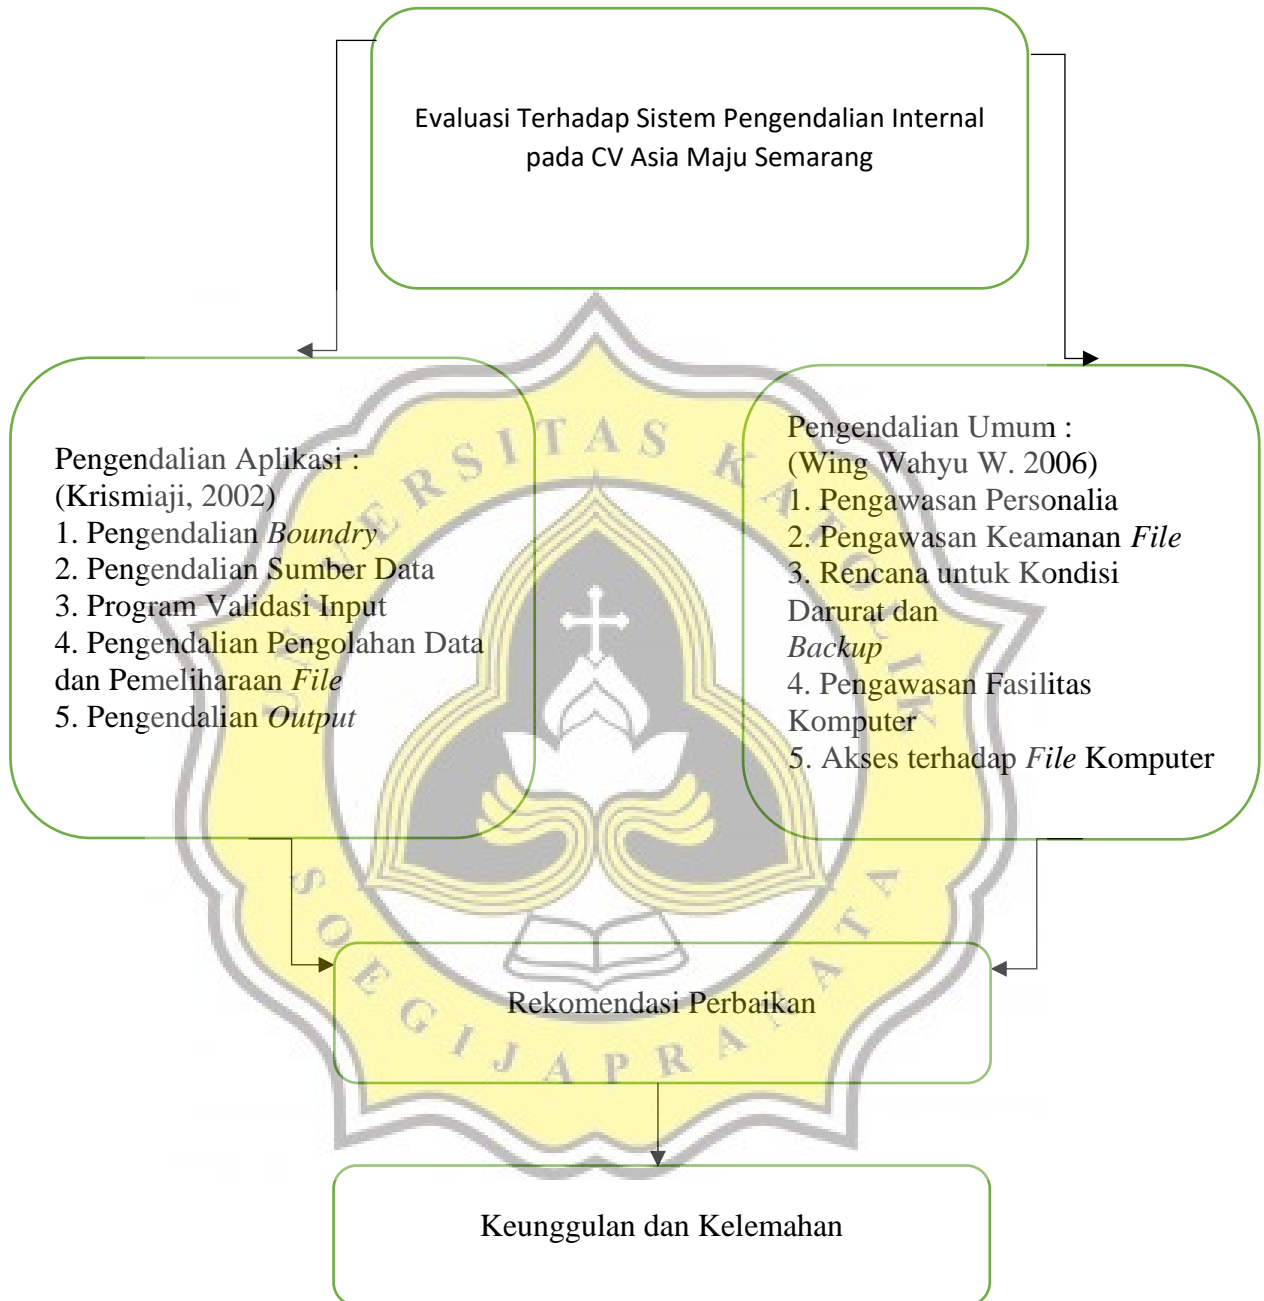 Evaluasi Terhadap Sistem Pengendalian Internal
pada CV Asia Maju Semarang
Pengendalian Aplikasi :
(Krismiaji, 2002)
1. Pengendalian Boundry
2. Pengendalian Sumber Data
3. Program Validasi Input
4. Pengendalian Pengolahan Data
dan Pemeliharaan File
5. Pengendalian Output
Pengendalian Umum :
(Wing Wahyu W. 2006)
1. Pengawasan Personalia
2. Pengawasan Keamanan File
3. Rencana untuk Kondisi
Darurat dan
Backup
4. Pengawasan Fasilitas
Komputer
5. Akses terhadap File Komputer
UNIVERSITAS KATOLIK
SOEGIJAPRANATA
Rekomendasi Perbaikan
Keunggulan dan Kelemahan